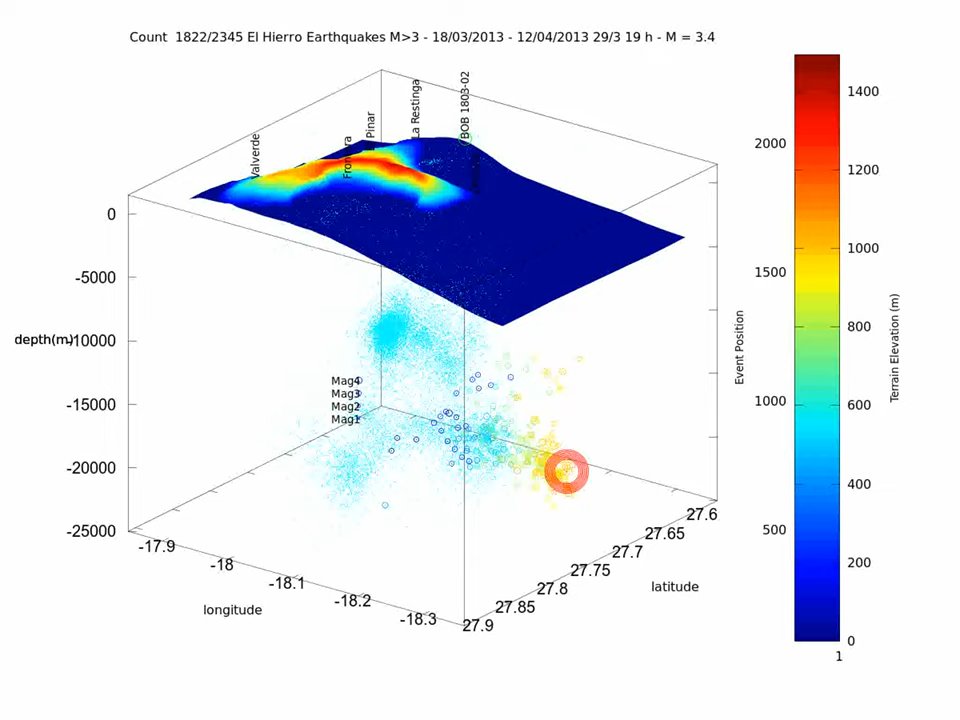 Count 1822/2345 El Hierro Earthquakes M>3 - 18/03/2013 - 12/04/2013 29/3 19 h - M = 3.4
Valverde
Frontera
Pinar
La Restinga
BOB 1803-02
0
-5000
-10000
-15000
-20000
-25000
depth(m)
Mag4
Mag3
Mag2
Mag1
-17.9
-18
-18.1
-18.2
-18.3
longitude
27.6
27.65
27.7
27.75
27.8
27.85
27.9
latitude
2000
1500
1000
500
1
Event Position
1400
1200
1000
800
600
400
200
0
Terrain Elevation (m)